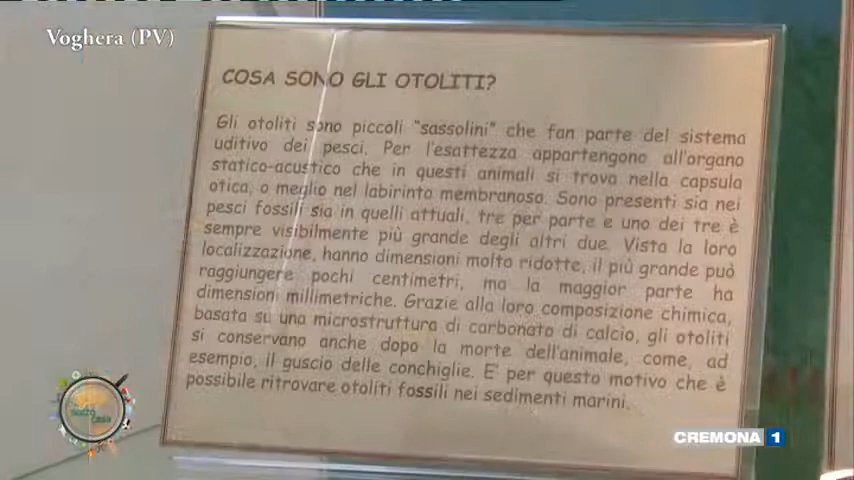 Voghera (PV)
COSA SONO GLI OTOLITI?
Gli otoliti sono piccoli "sassolini" che fan parte del sistema
uditivo dei pesci. Per l'esattezza appartengono all'organo
statico-acustico che in questi animali si trova nella capsula
otica, o meglio nel labirinto membranoso. Sono presenti sia nei
pesci fossili sia in quelli attuali, tre per parte e uno dei tre è
sempre visibilmente più grande degli altri due. Vista la loro
localizzazione, hanno dimensioni molto ridotte, il più grande può
raggiungere pochi centimetri, ma la maggior parte ha
dimensioni millimetriche. Grazie alla loro composizione chimica,
basata su una microstruttura di carbonato di calcio, gli otoliti
si conservano anche dopo la morte dell'animale, come, ad
esempio, il guscio delle conchiglie. E' per questo motivo che è
possibile ritrovare otoliti fossili nei sedimenti marini.
CREMONA 1